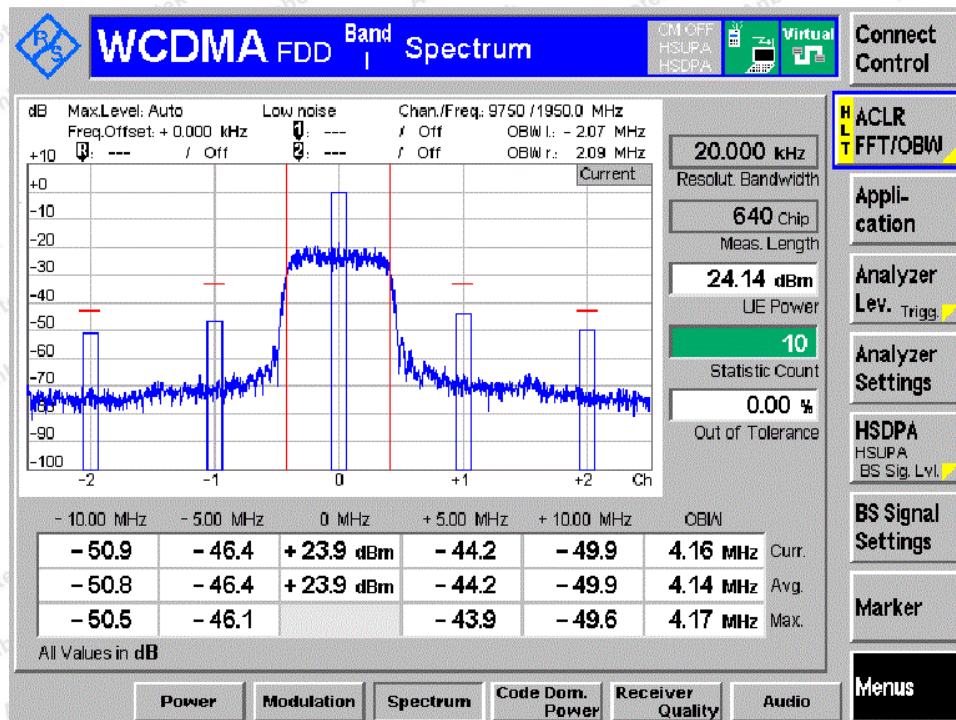 R&S
WCDMA FDD Band I Spectrum
CM OFF
HSUPA
HSDPA
Virtual
Connect Control
dB Max.Level: Auto Low noise Chan./Freq.: 9750 / 1950.0 MHz
Freq.Offset: + 0.000 kHz 1: --- / Off OBW l.: - 2.07 MHz
+10 R: --- / Off 2: --- / Off OBW r.: 2.09 MHz
Current
+0
-10
-20
-30
-40
-50
-60
-70
-80
-90
-100
-2 -1 0 +1 +2 Ch
20.000 kHz
Resolut. Bandwidth
640 Chip
Meas. Length
24.14 dBm
UE Power
10
Statistic Count
0.00 %
Out of Tolerance
- 10.00 MHz - 5.00 MHz 0 MHz + 5.00 MHz + 10.00 MHz OBW
- 50.9 - 46.4 + 23.9 dBm - 44.2 - 49.9 4.16 MHz Curr.
- 50.8 - 46.4 + 23.9 dBm - 44.2 - 49.9 4.14 MHz Avg.
- 50.5 - 46.1 - 43.9 - 49.6 4.17 MHz Max.
All Values in dB
HLT
ACLR
FFT/OBW
Appli-
cation
Analyzer
Lev. Trigg.
Analyzer
Settings
HSDPA
HSUPA
BS Sig. Lvl.
BS Signal
Settings
Marker
Menus
Power Modulation Spectrum Code Dom. Power Receiver Quality Audio